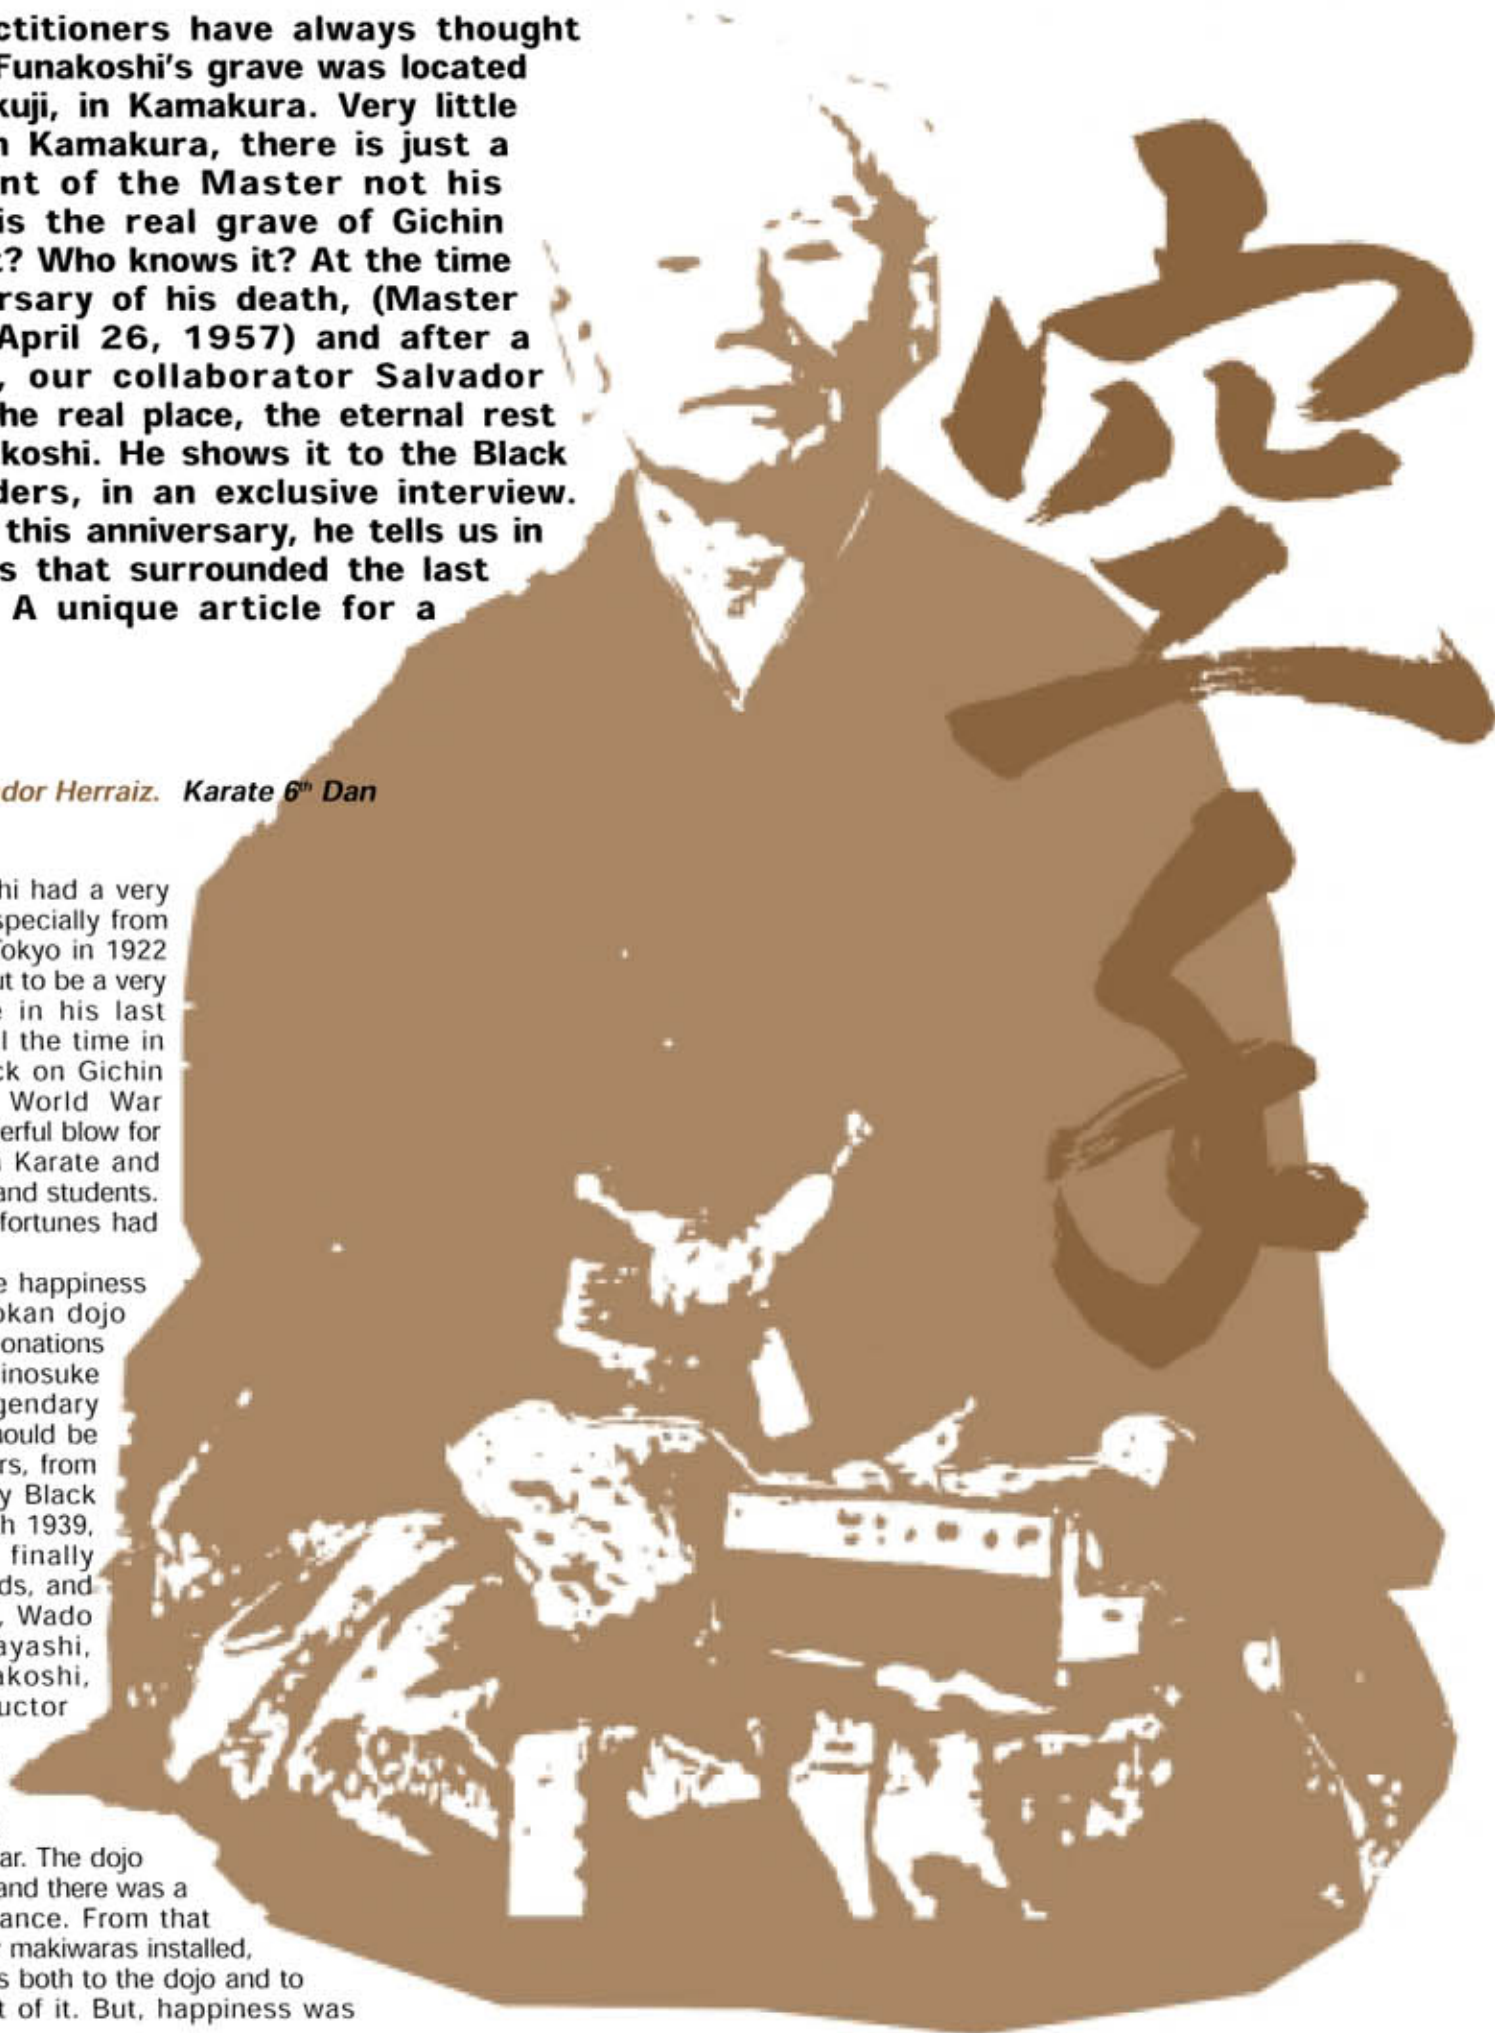 ctitioners have always thought
Funakoshi's grave was located
kuji, in Kamakura. Very little
n Kamakura, there is just a
nt of the Master not his
is the real grave of Gichin
t? Who knows it? At the time
rsary of his death, (Master
April 26, 1957) and after a
, our collaborator Salvador
he real place, the eternal rest
koshi. He shows it to the Black
ders, in an exclusive interview.
this anniversary, he tells us in
s that surrounded the last
A unique article for a
dor Herraiz. Karate 6th Dan
hi had a very
specially from
Tokyo in 1922
ut to be a very
e in his last
l the time in
ck on Gichin
World War
erful blow for
n Karate and
and students.
fortunes had
e happiness
okan dojo
onations
inosuke
gendary
hould be
rs, from
y Black
h 1939,
finally
ds, and
, Wado
ayashi,
akoshi,
uctor
ar. The dojo
and there was a
ance. From that
r makiwaras installed,
s both to the dojo and to
t of it. But, happiness was
空手